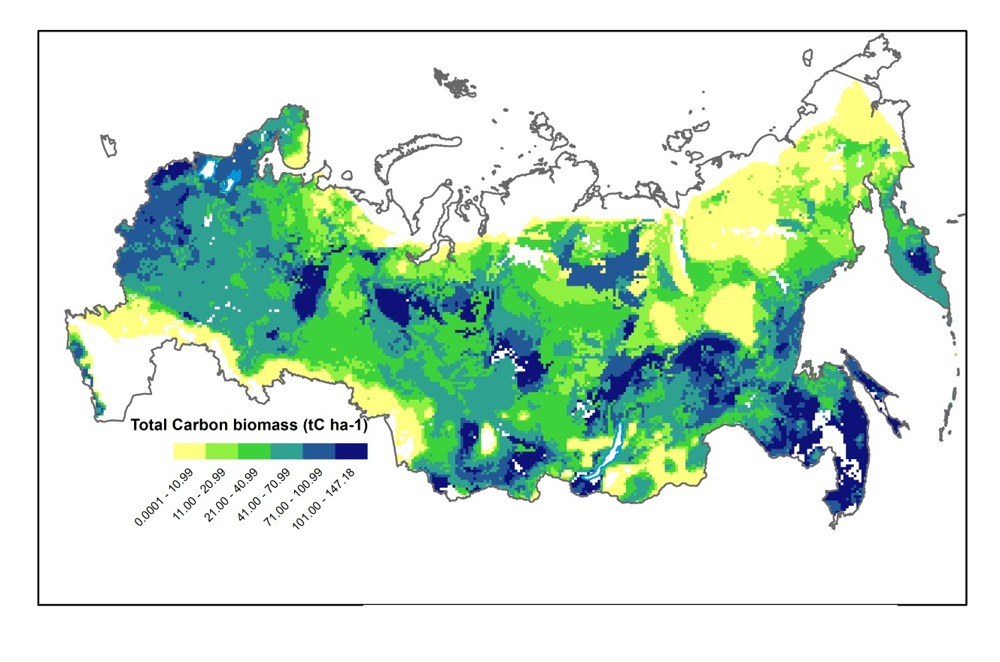 Total Carbon biomass (tC ha-1)
0.0001 - 10.99
11.00 - 20.99
21.00 - 40.99
41.00 - 70.99
71.00 - 100.99
101.00 - 147.18